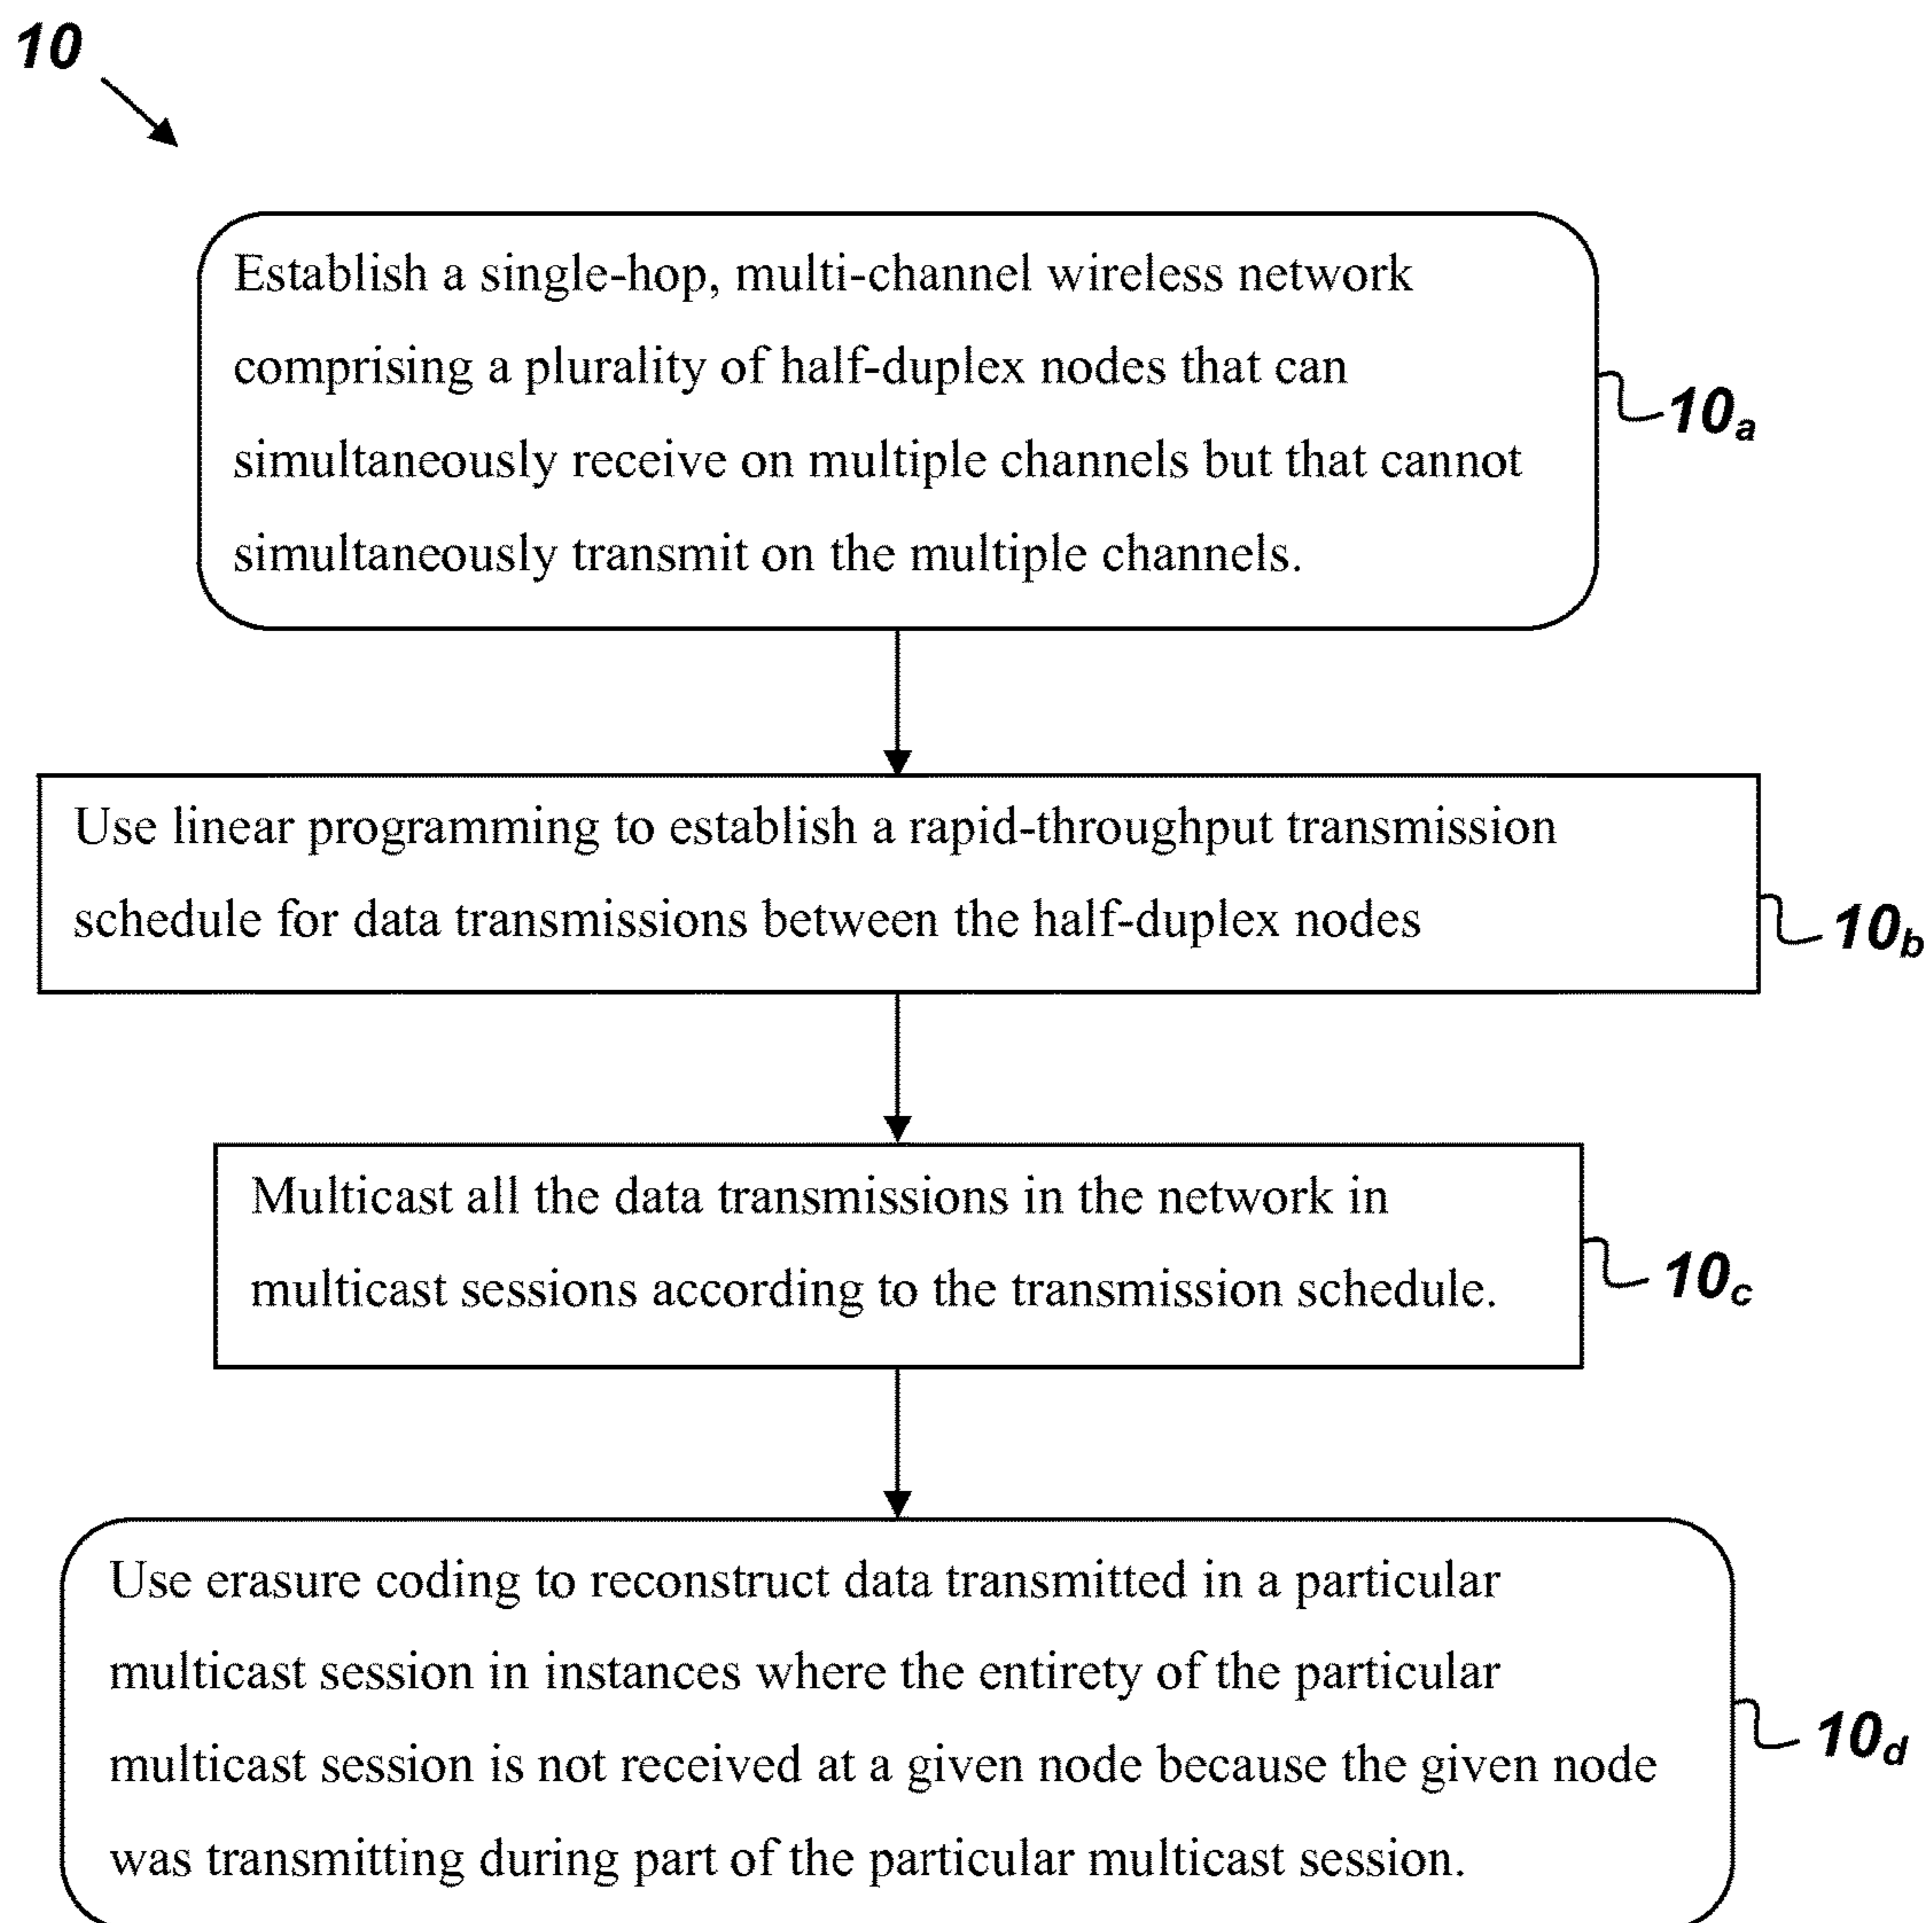 10
Establish a single-hop, multi-channel wireless network
comprising a plurality of half-duplex nodes that can
simultaneously receive on multiple channels but that cannot
simultaneously transmit on the multiple channels.
10a
Use linear programming to establish a rapid-throughput transmission
schedule for data transmissions between the half-duplex nodes
10b
Multicast all the data transmissions in the network in
multicast sessions according to the transmission schedule.
10c
Use erasure coding to reconstruct data transmitted in a particular
multicast session in instances where the entirety of the particular
multicast session is not received at a given node because the given node
was transmitting during part of the particular multicast session.
10d